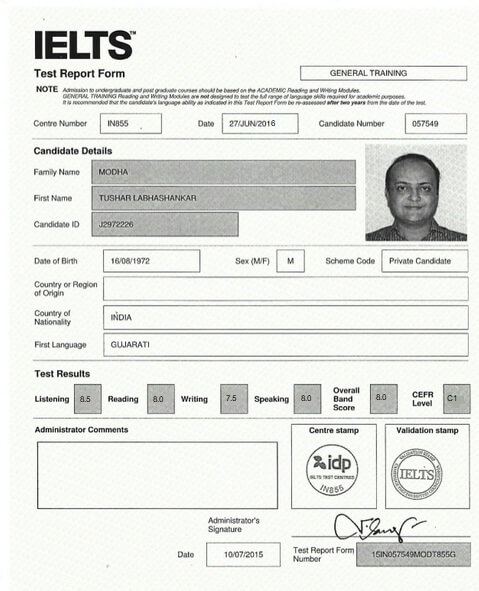 IELTS™
Test Report Form
GENERAL TRAINING
NOTE Admission to undergraduate and post graduate courses should be based on the ACADEMIC Reading and Writing Modules.
GENERAL TRAINING Reading and Writing Modules are not designed to test the full range of language skills required for academic purposes.
It is recommended that the candidate's language ability as indicated in this Test Report Form be re-assessed after two years from the date of the test.
Centre Number IN855 Date 27/JUN/2016 Candidate Number 057549
Candidate Details
Family Name MODHA
First Name TUSHAR LABHASHANKAR
Candidate ID J2972226
Date of Birth 16/08/1972 Sex (M/F) M Scheme Code Private Candidate
Country or Region
of Origin
Country of
Nationality INDIA
First Language GUJARATI
Test Results
Listening 8.5 Reading 8.0 Writing 7.5 Speaking 8.0 Overall Band Score 8.0 CEFR Level C1
Administrator Comments
Centre stamp
idp
IELTS TEST CENTRES
IN855
Validation stamp
IELTS
Administrator's
Signature
Date 10/07/2015
Test Report Form
Number 15IN057549MODT855G